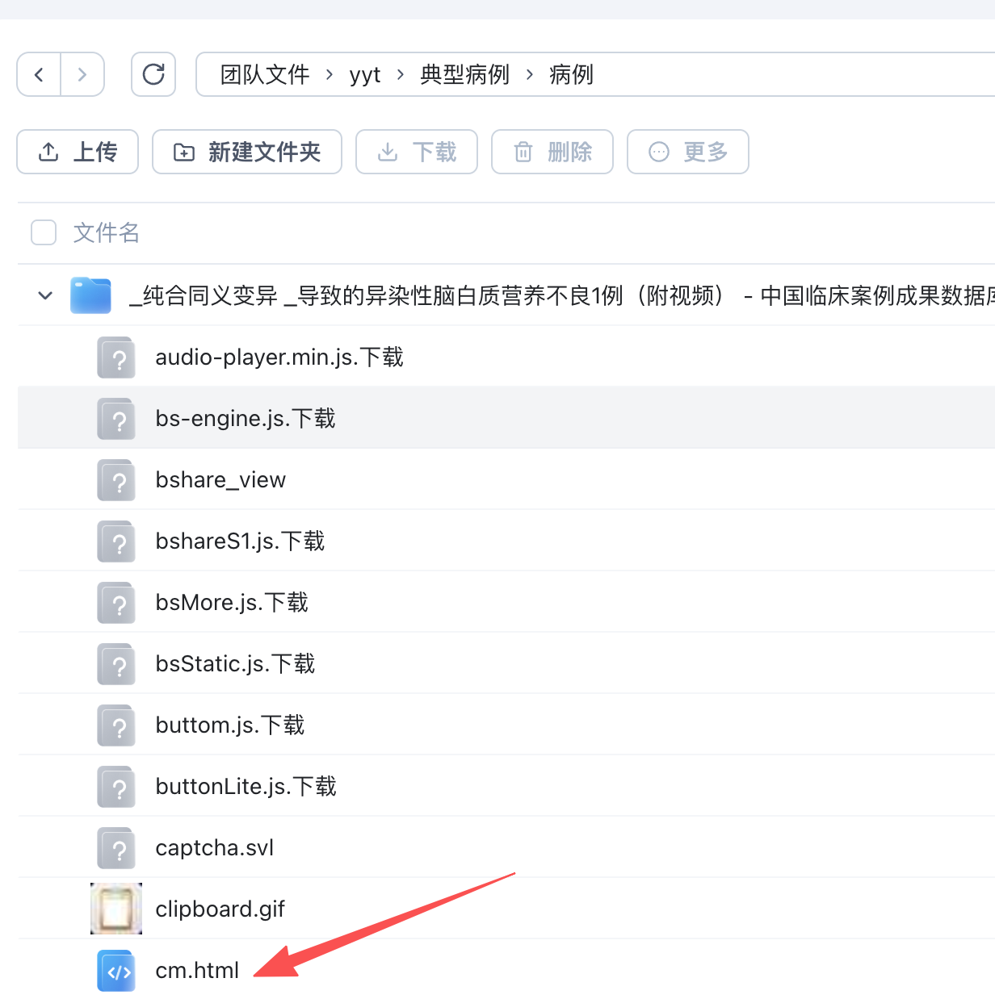 团队文件 › yyt › 典型病例 › 病例
上传 新建文件夹 下载 删除 更多
文件名
_纯合同义变异 _导致的异染性脑白质营养不良1例（附视频） - 中国临床案例成果数据库
audio-player.min.js.下载
bs-engine.js.下载
bshare_view
bshareS1.js.下载
bsMore.js.下载
bsStatic.js.下载
buttom.js.下载
buttonLite.js.下载
captcha.svl
clipboard.gif
cm.html